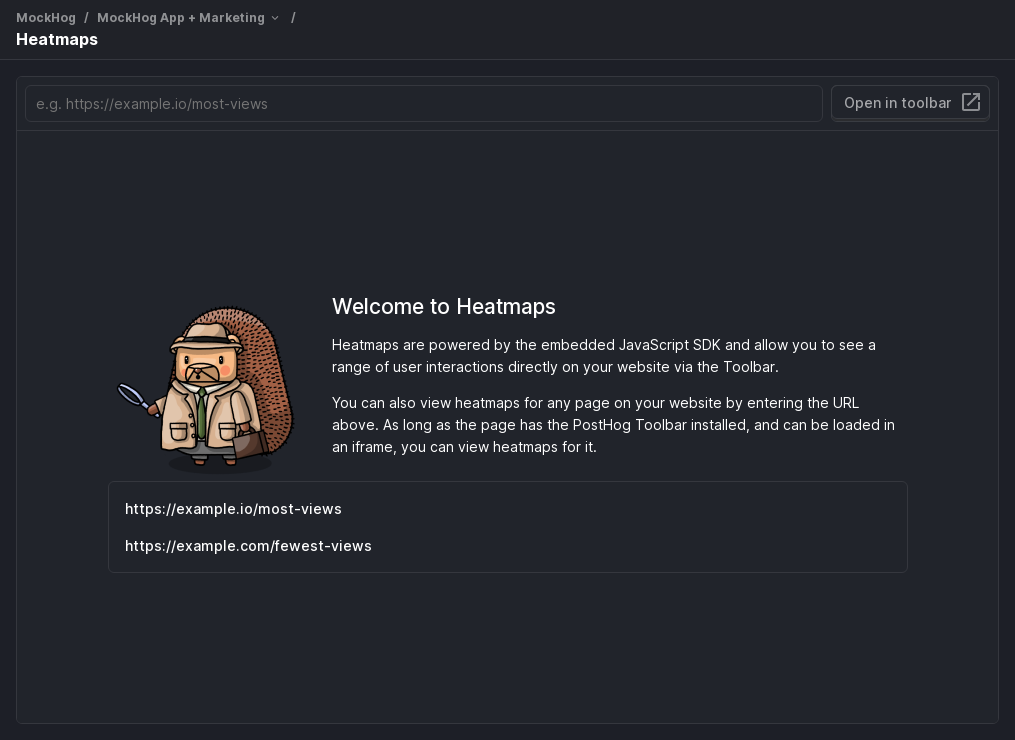 MockHog / MockHog App + Marketing /
Heatmaps
e.g. https://example.io/most-views
Open in toolbar
Welcome to Heatmaps
Heatmaps are powered by the embedded JavaScript SDK and allow you to see a
range of user interactions directly on your website via the Toolbar.
You can also view heatmaps for any page on your website by entering the URL
above. As long as the page has the PostHog Toolbar installed, and can be loaded in
an iframe, you can view heatmaps for it.
https://example.io/most-views
https://example.com/fewest-views